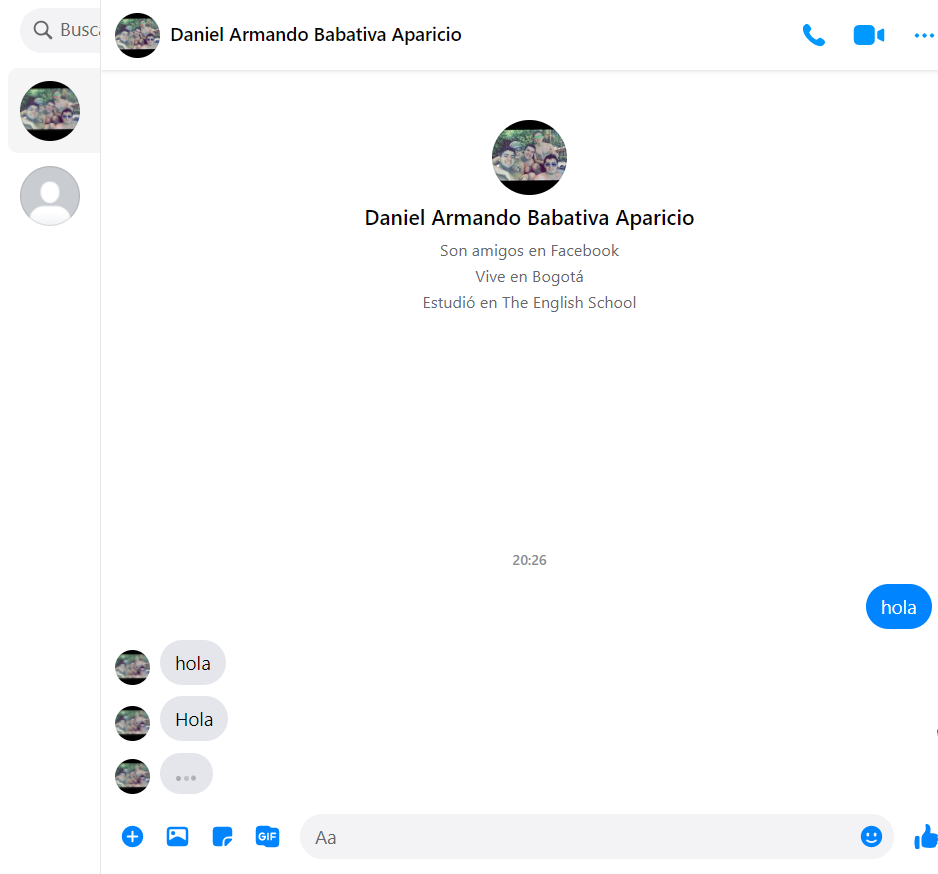 Busca
Daniel Armando Babativa Aparicio
Daniel Armando Babativa Aparicio
Son amigos en Facebook
Vive en Bogotá
Estudió en The English School
20:26
hola
hola
Hola
GIF
Aa